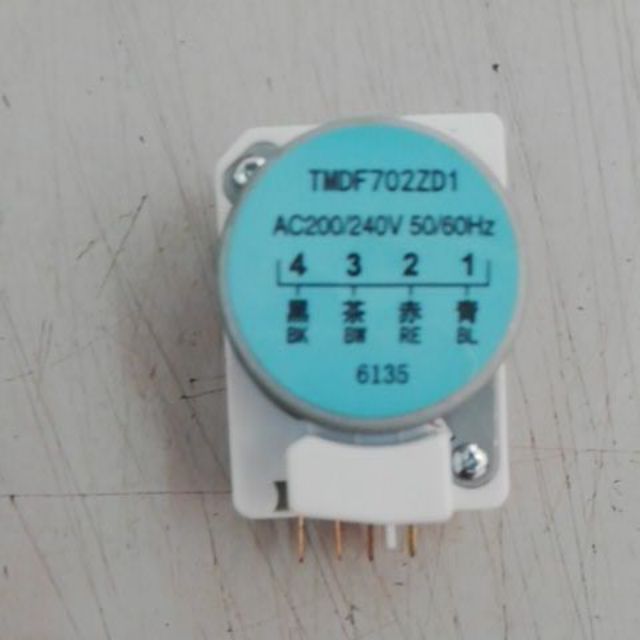 TMDF702ZD1
AC200/240V 50/60Hz
4 3 2 1
黒 茶 赤 青
BK BW RE BL
6135